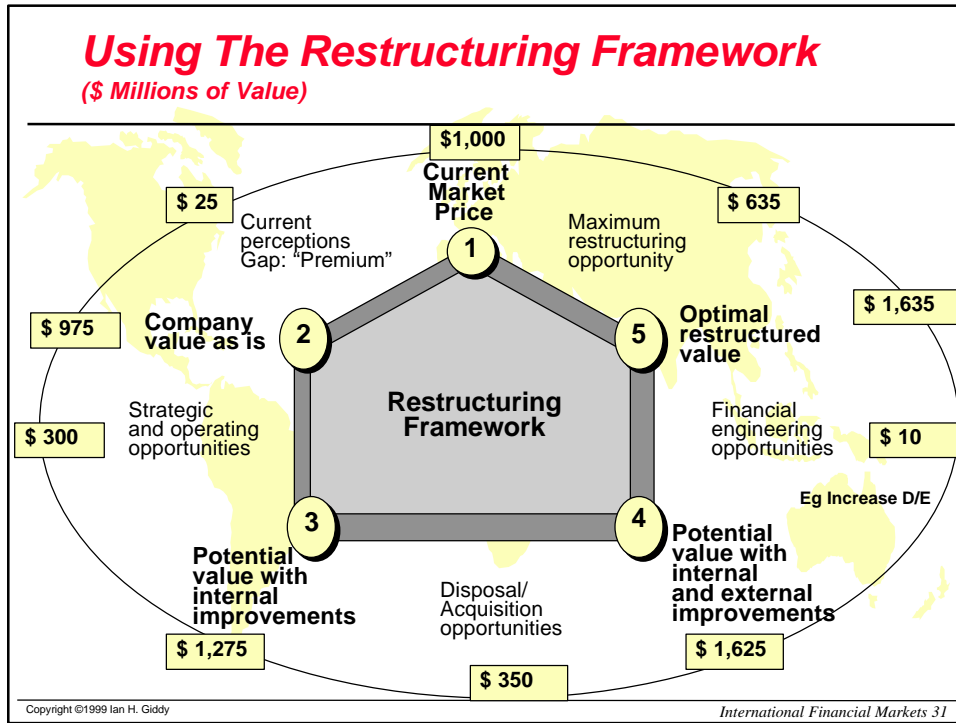 Using The Restructuring Framework
($ Millions of Value)
$1,000
Current
Market
Price
$ 25
Current
perceptions
Gap: “Premium”
$ 635
Maximum
restructuring
opportunity
1
$ 975
Company
value as is
2
5
Optimal
restructured
value
$ 1,635
Restructuring
Framework
$ 300
Strategic
and operating
opportunities
Financial
engineering
opportunities
$ 10
Eg Increase D/E
3
Potential
value with
internal
improvements
4
Potential
value with
internal
and external
improvements
Disposal/
Acquisition
opportunities
$ 1,275
$ 350
$ 1,625
Copyright ©1999 Ian H. Giddy
International Financial Markets 31